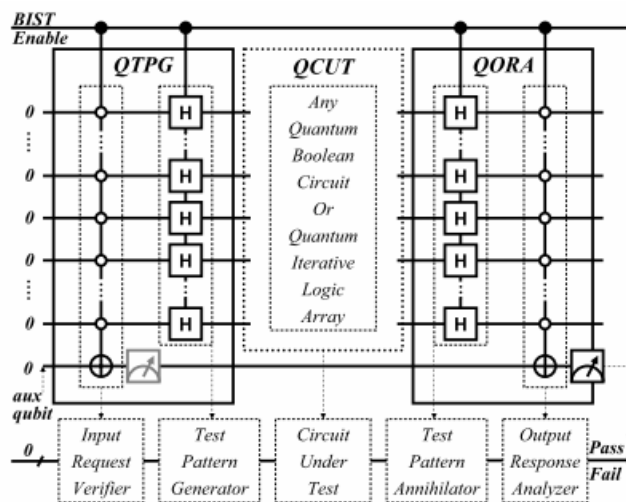 BIST
Enable
QTPG
QCUT
QORA
Any
Quantum
Boolean
Circuit
Or
Quantum
Iterative
Logic
Array
0
0
0
0
0
0
H
H
H
H
H
H
H
H
H
H
aux
qubit
0
Input
Request
Verifier
Test
Pattern
Generator
Circuit
Under
Test
Test
Pattern
Annihilator
Output
Response
Analyzer
Pass
Fail